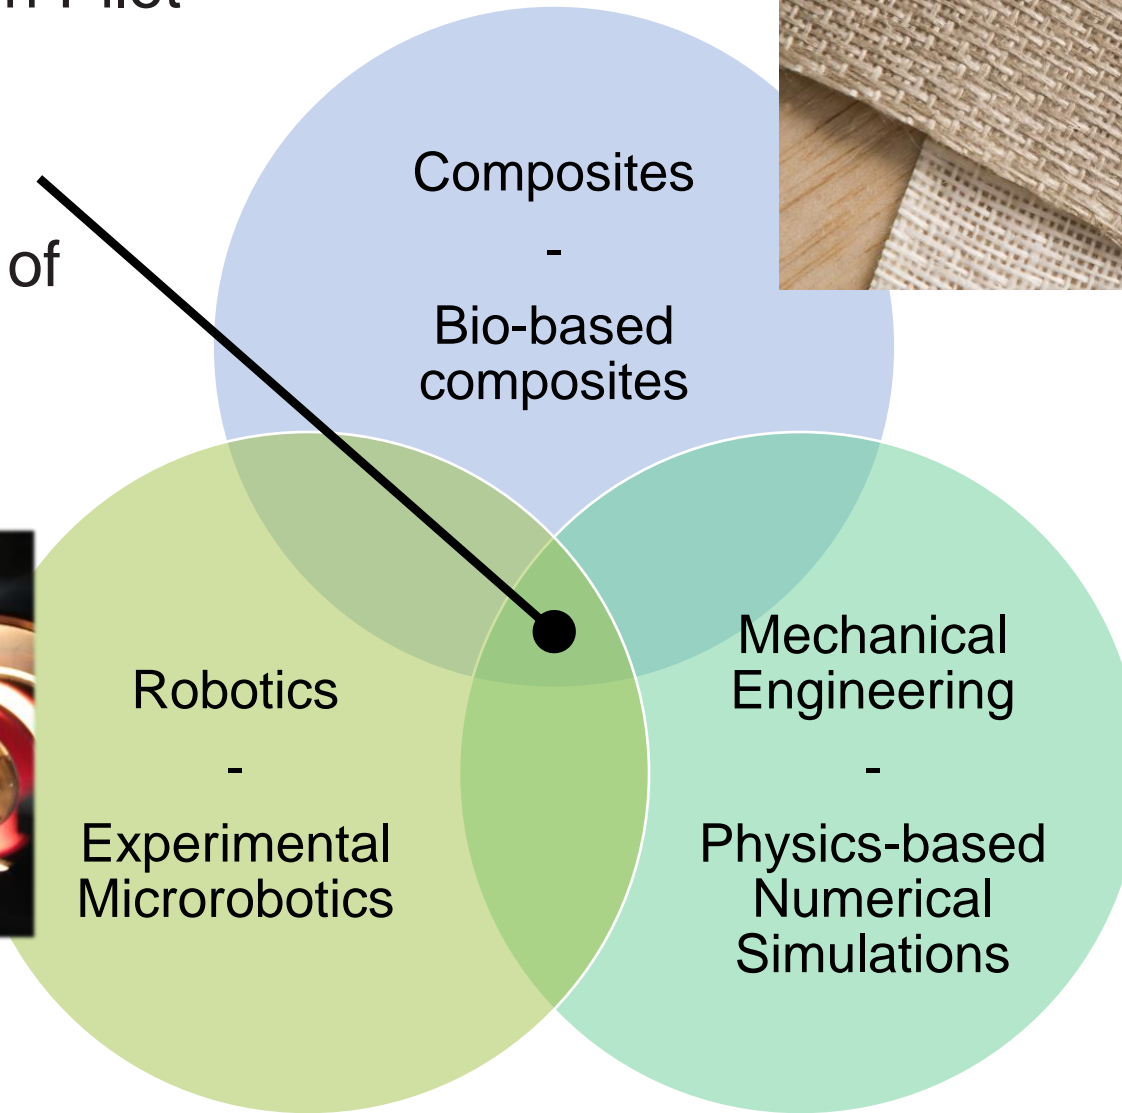 Composites
-
of
Bio-based
composites
Mechanical
Engineering
Robotics
-
-
Experimental
Microrobotics
Physics-based
Numerical
Simulations